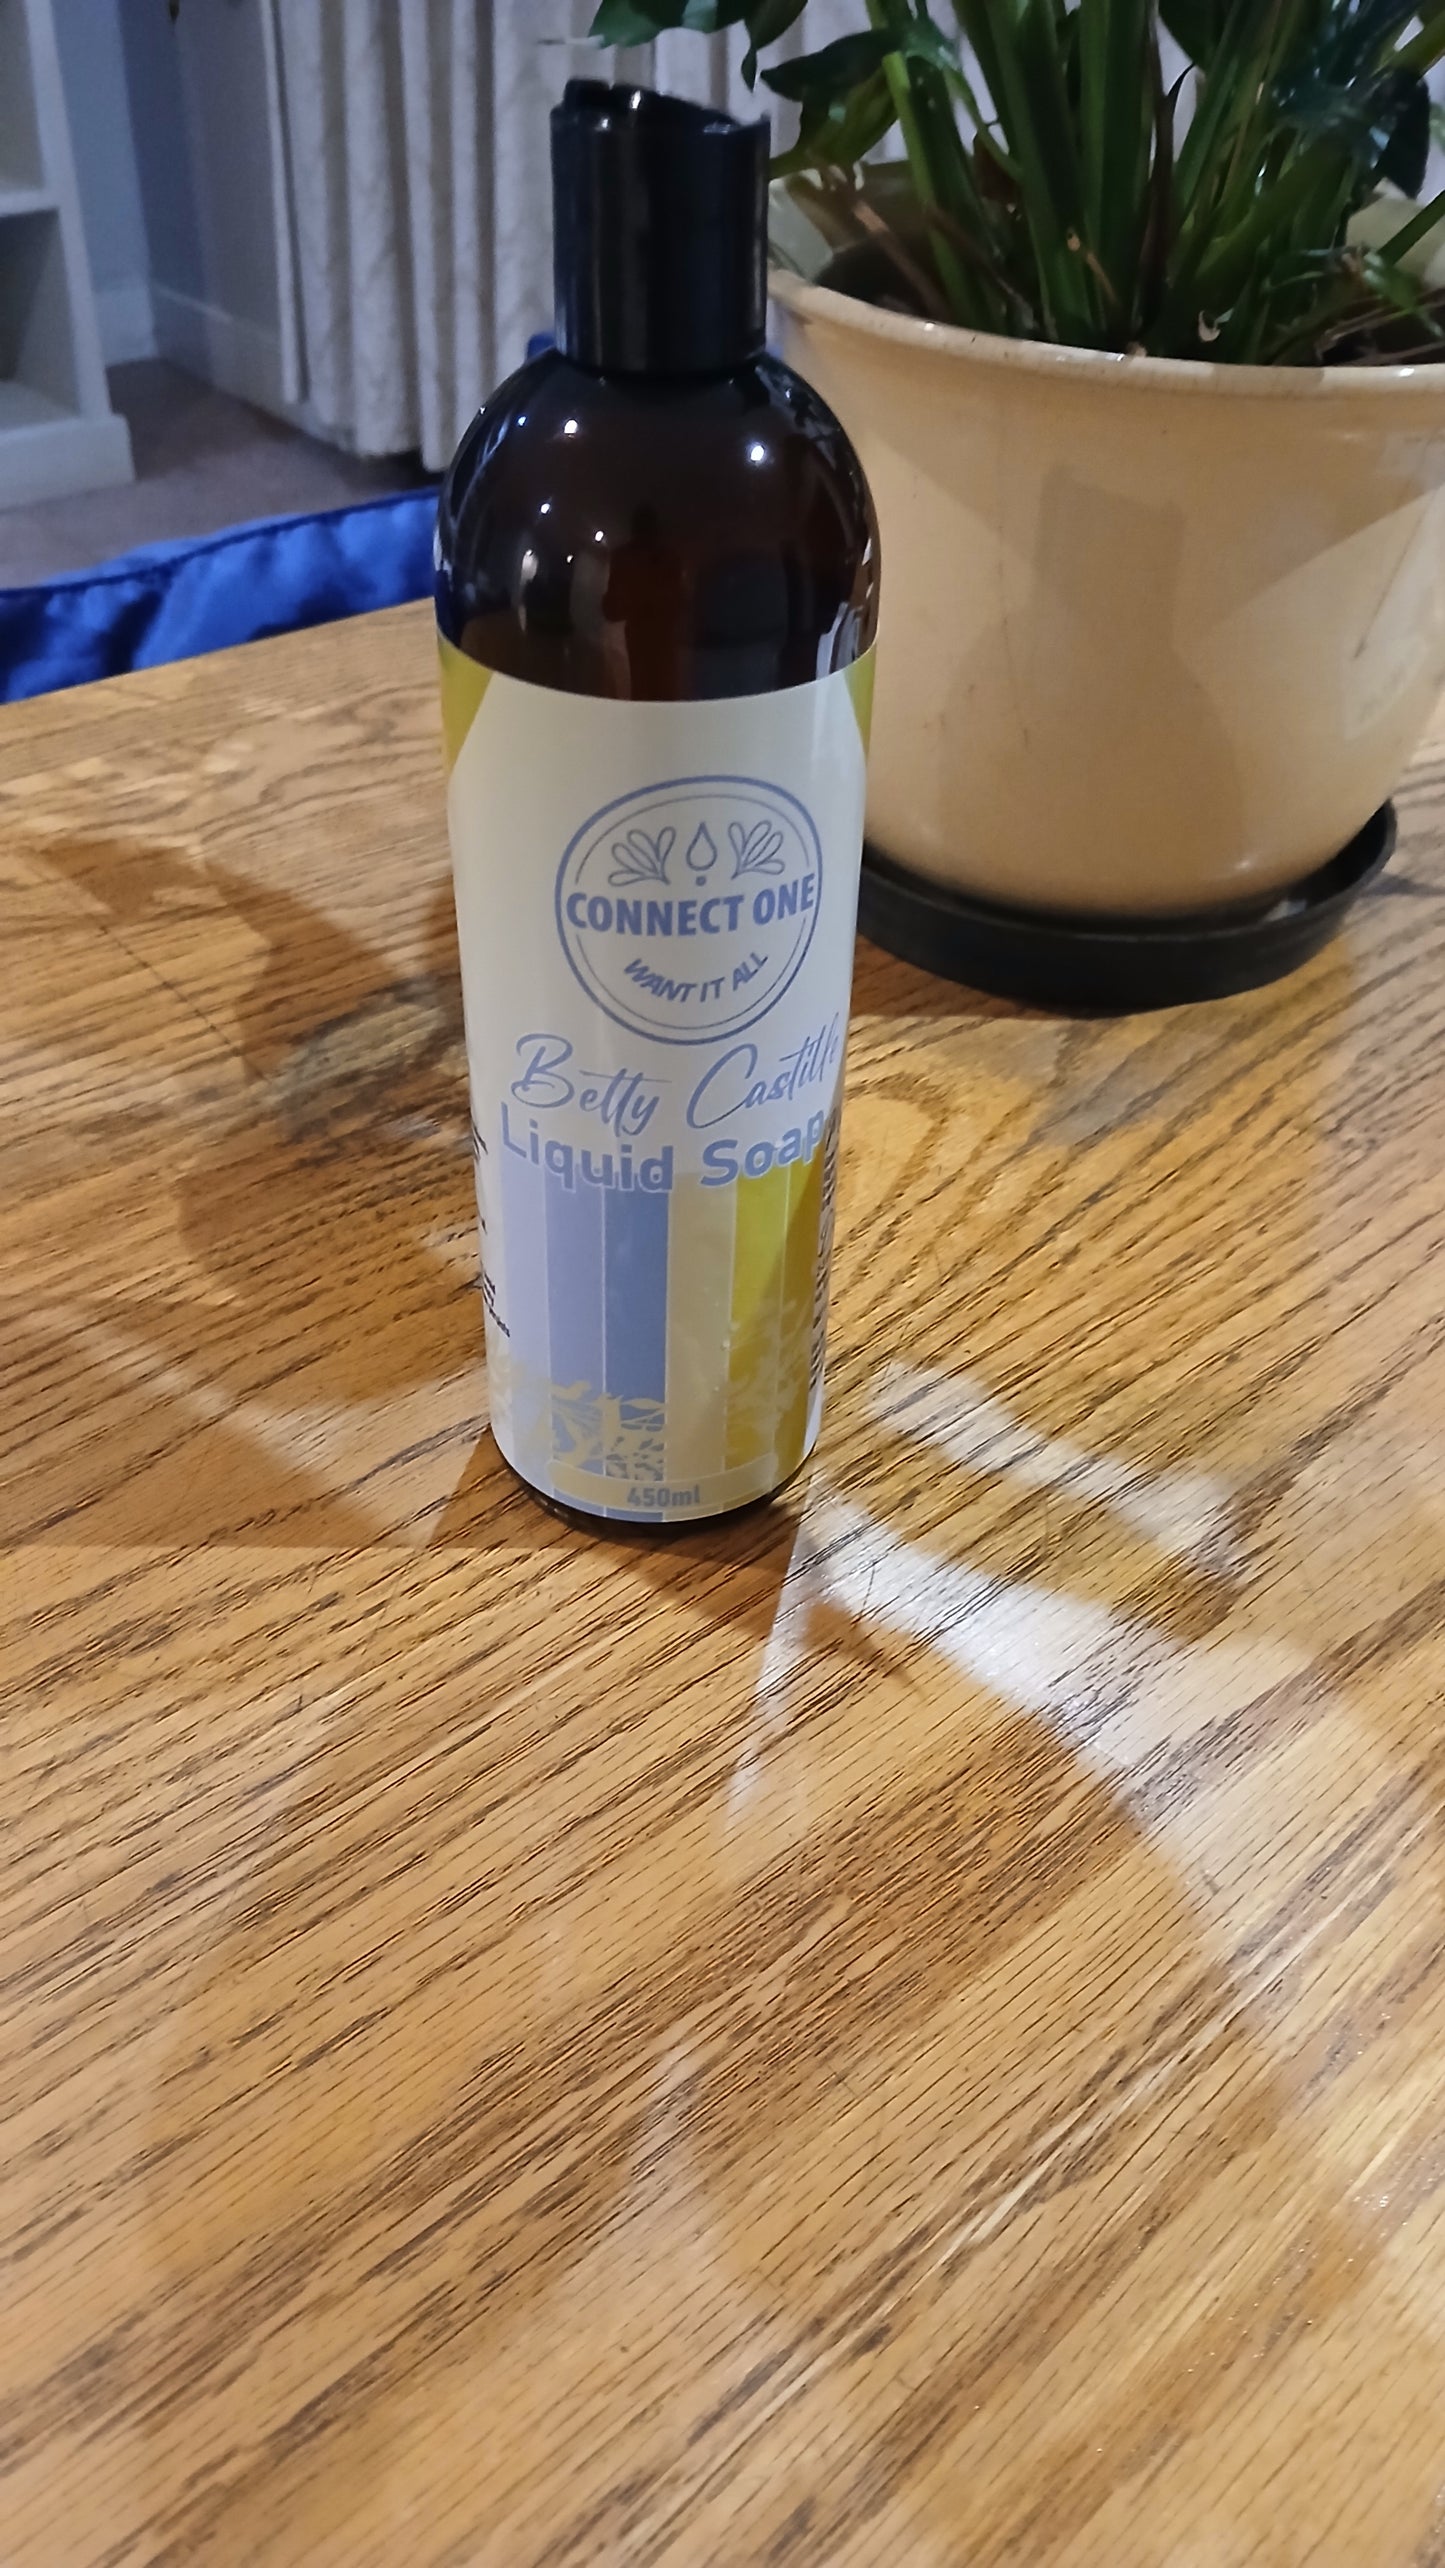 CONNECT ONE
WANT IT ALL
Betty Castille
Liquid Soap
450ml